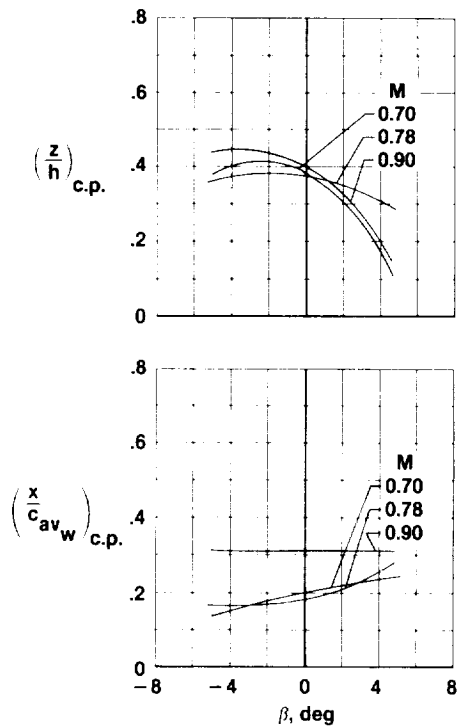 .8
.6
.4
.2
0
(z/h)c.p.
M
0.70
0.78
0.90
.8
.6
.4
.2
0
(x/cavw)c.p.
M
0.70
0.78
0.90
−8 −4 0 4 8
β, deg